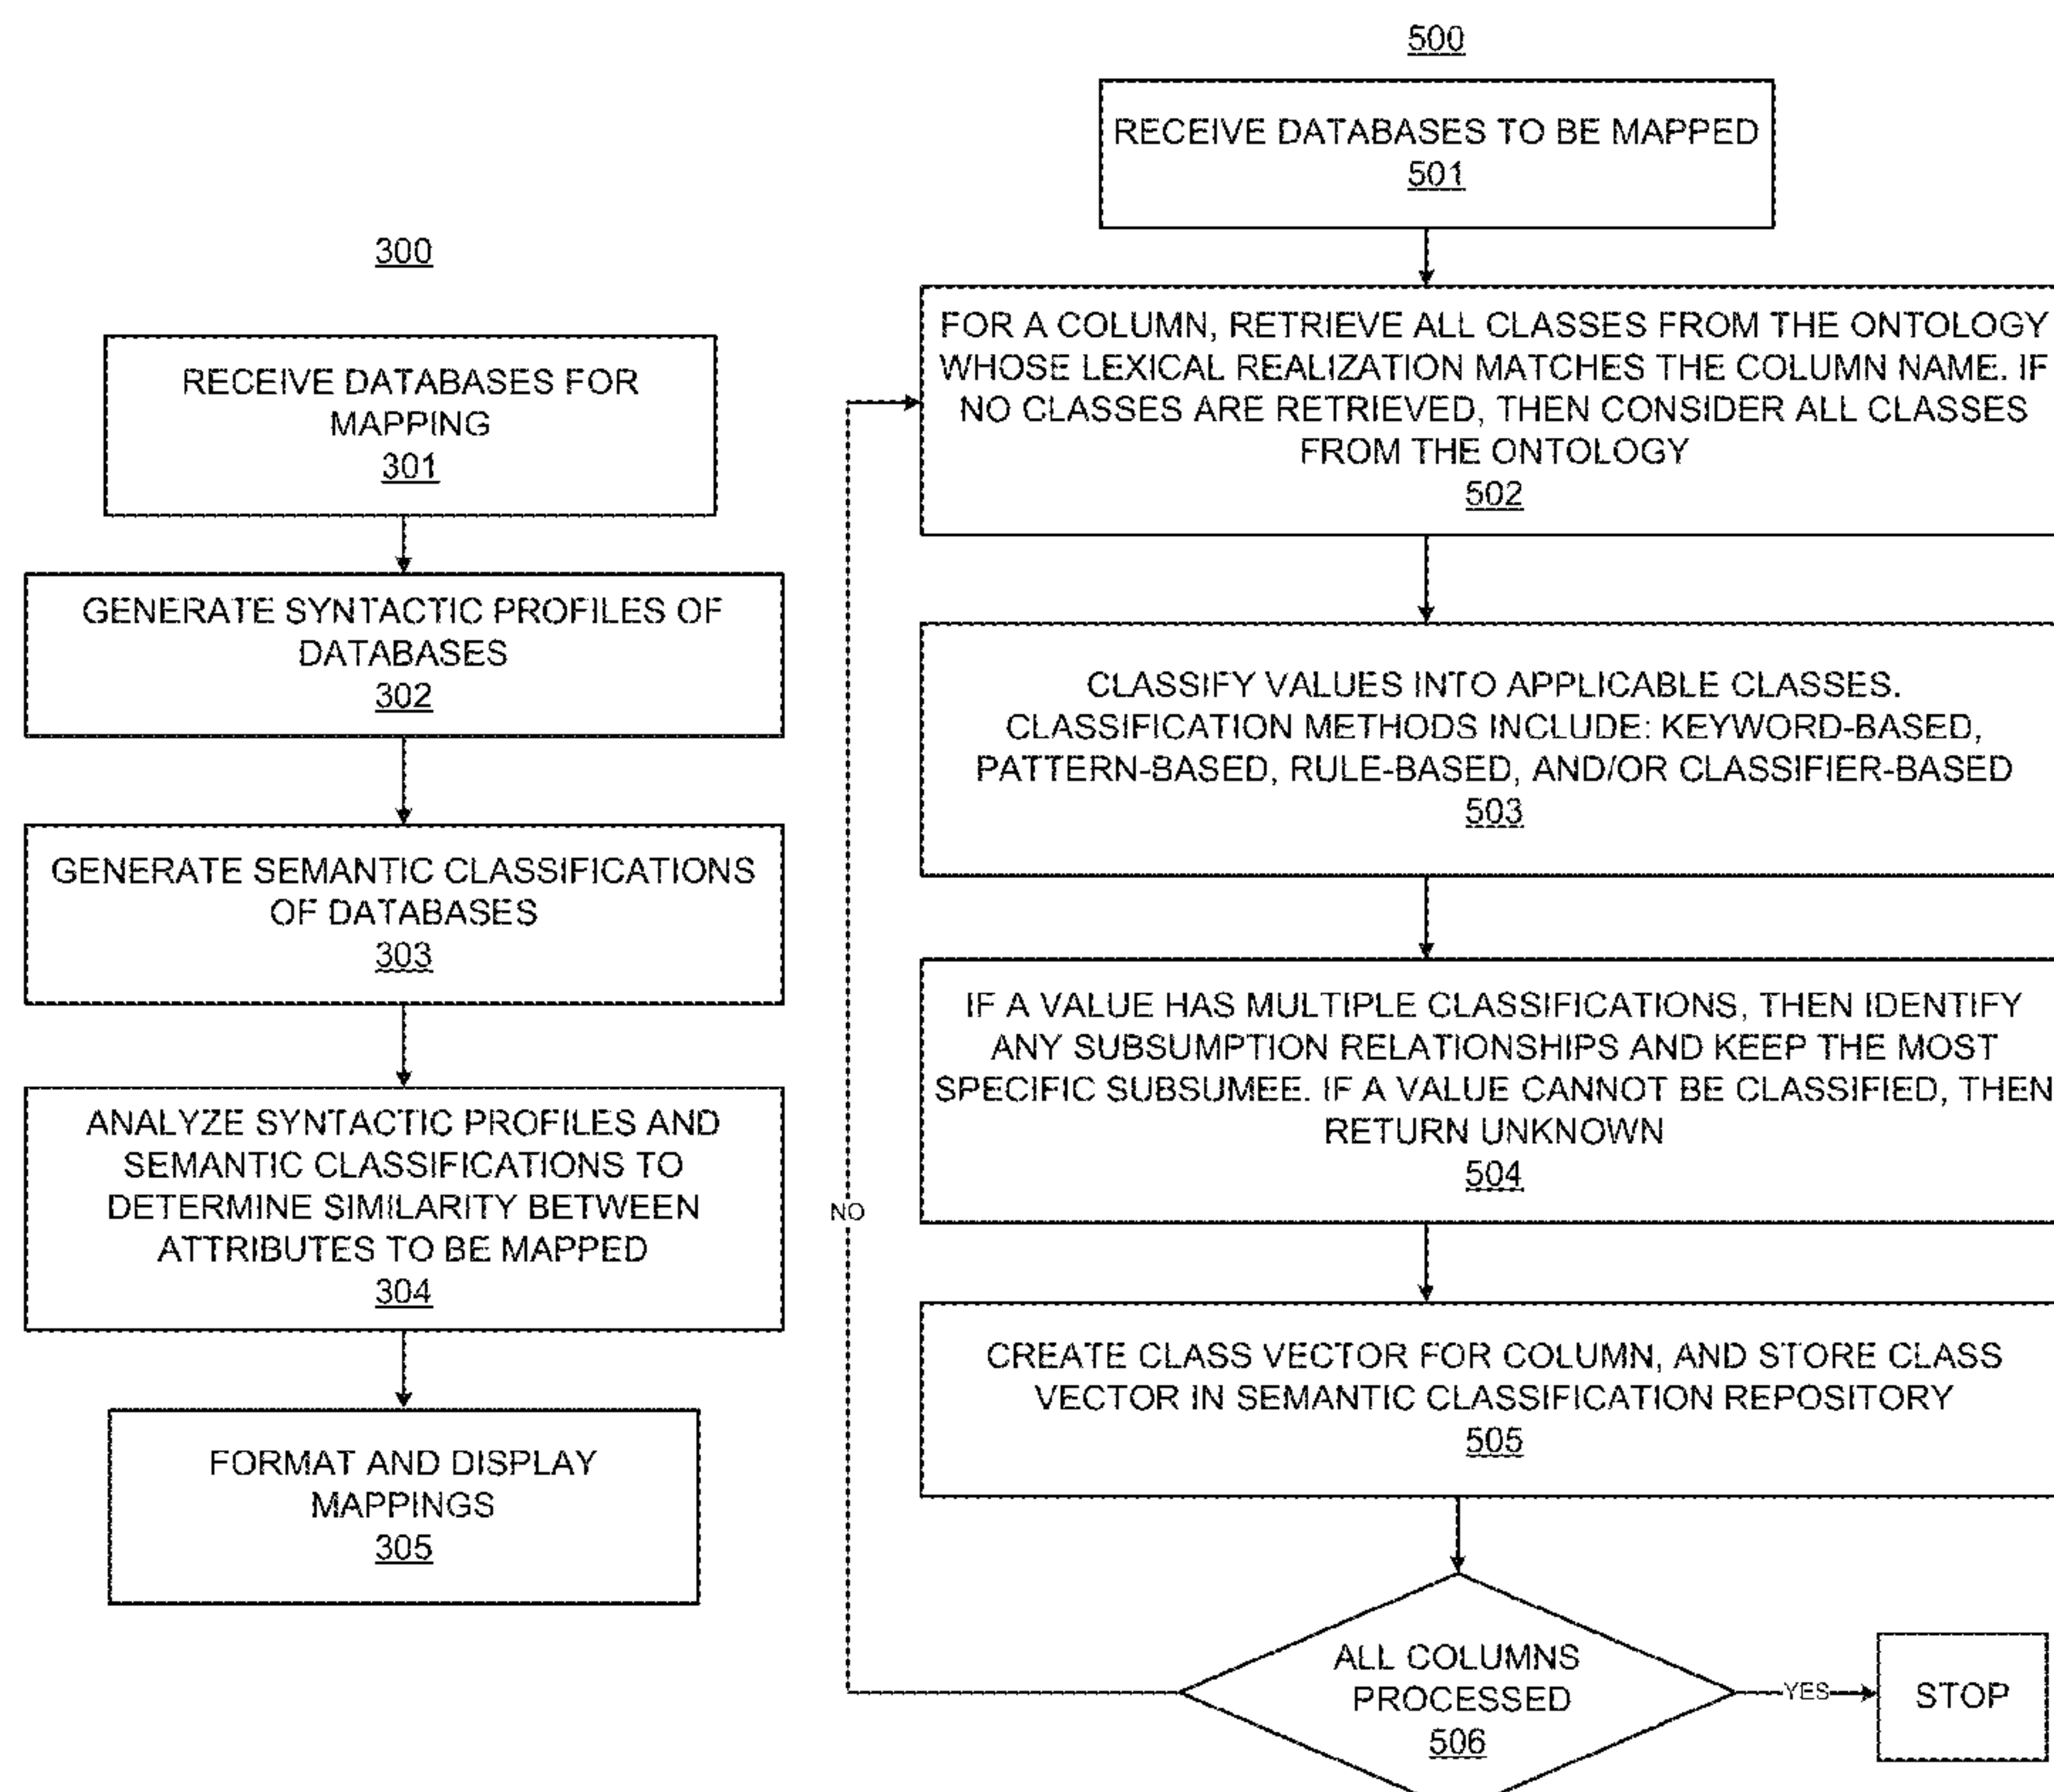 300
RECEIVE DATABASES FOR
MAPPING
301
GENERATE SYNTACTIC PROFILES OF
DATABASES
302
GENERATE SEMANTIC CLASSIFICATIONS
OF DATABASES
303
ANALYZE SYNTACTIC PROFILES AND
SEMANTIC CLASSIFICATIONS TO
DETERMINE SIMILARITY BETWEEN
ATTRIBUTES TO BE MAPPED
304
FORMAT AND DISPLAY
MAPPINGS
305
500
RECEIVE DATABASES TO BE MAPPED
501
FOR A COLUMN, RETRIEVE ALL CLASSES FROM THE ONTOLOGY
WHOSE LEXICAL REALIZATION MATCHES THE COLUMN NAME. IF
NO CLASSES ARE RETRIEVED, THEN CONSIDER ALL CLASSES
FROM THE ONTOLOGY
502
CLASSIFY VALUES INTO APPLICABLE CLASSES.
CLASSIFICATION METHODS INCLUDE: KEYWORD-BASED,
PATTERN-BASED, RULE-BASED, AND/OR CLASSIFIER-BASED
503
IF A VALUE HAS MULTIPLE CLASSIFICATIONS, THEN IDENTIFY
ANY SUBSUMPTION RELATIONSHIPS AND KEEP THE MOST
SPECIFIC SUBSUMEE. IF A VALUE CANNOT BE CLASSIFIED, THEN
RETURN UNKNOWN
504
CREATE CLASS VECTOR FOR COLUMN, AND STORE CLASS
VECTOR IN SEMANTIC CLASSIFICATION REPOSITORY
505
ALL COLUMNS
PROCESSED
506
NO
YES
STOP